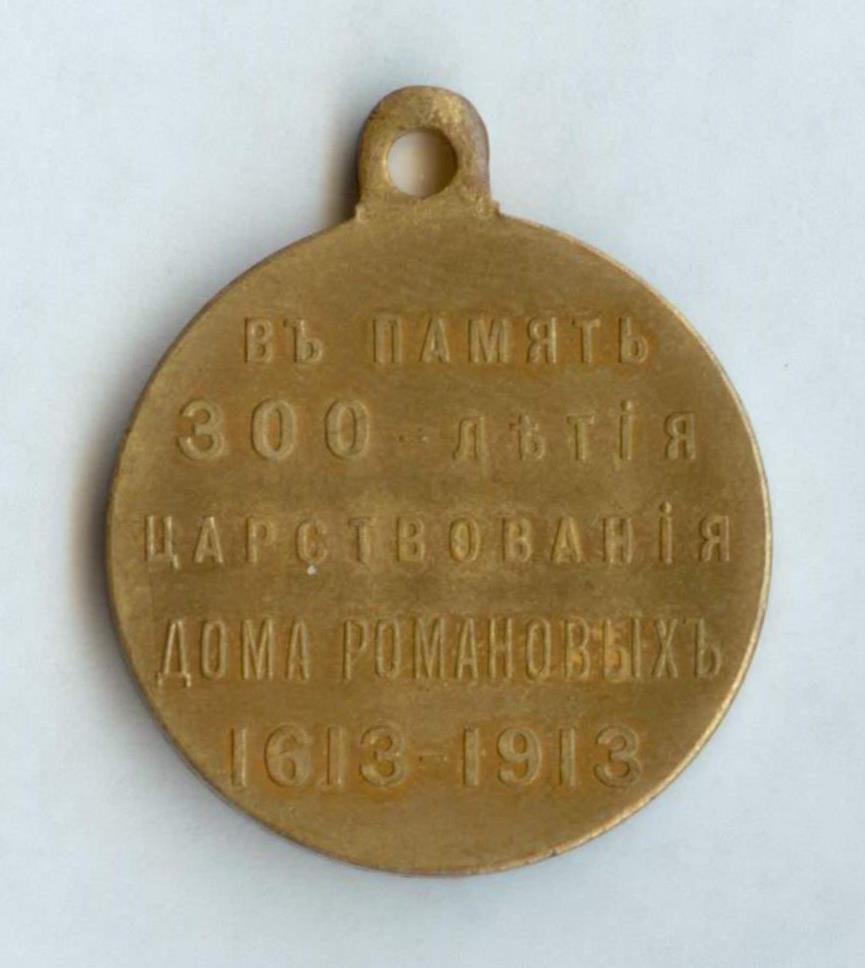 ВЪ ПАМЯТЬ
300-лѢТіЯ
ЦАРСТВОВАНіЯ
ДОМА РОМАНОВЫХЪ
1613-1913